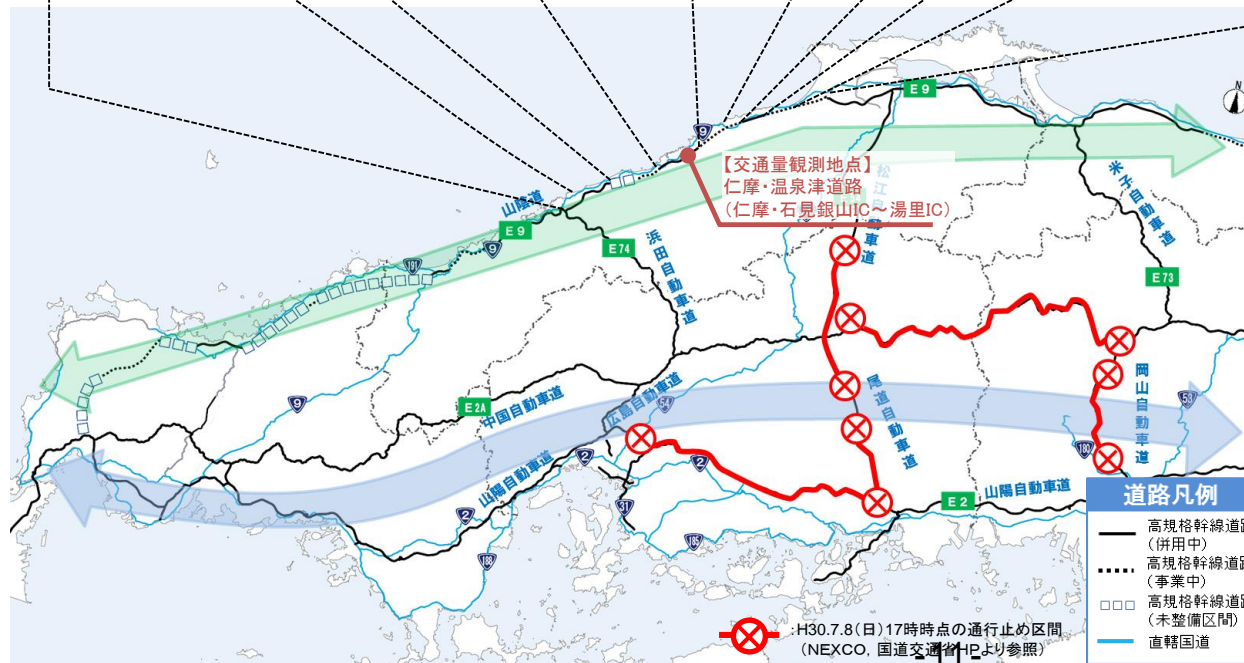 E9
N
9
【交通量観測地点】
仁摩・温泉津道路
(仁摩・石見銀山IC~湯里IC)
松江自動車道
山陰道
E9
9
191
E74
浜田自動車道
米子自動車道
E73
9
E2A
中国自動車道
広島自動車道
54
尾道自動車道
岡山自動車道
53
180
山陽自動車道
2
2
2
31
185
188
E2
山陽自動車道
道路凡例
高規格幹線道路
(併用中)
高規格幹線道路
(事業中)
高規格幹線道路
(未整備区間)
直轄国道
:H30.7.8(日)17時時点の通行止め区間
(NEXCO, 国道交通省HPより参照)
-11-